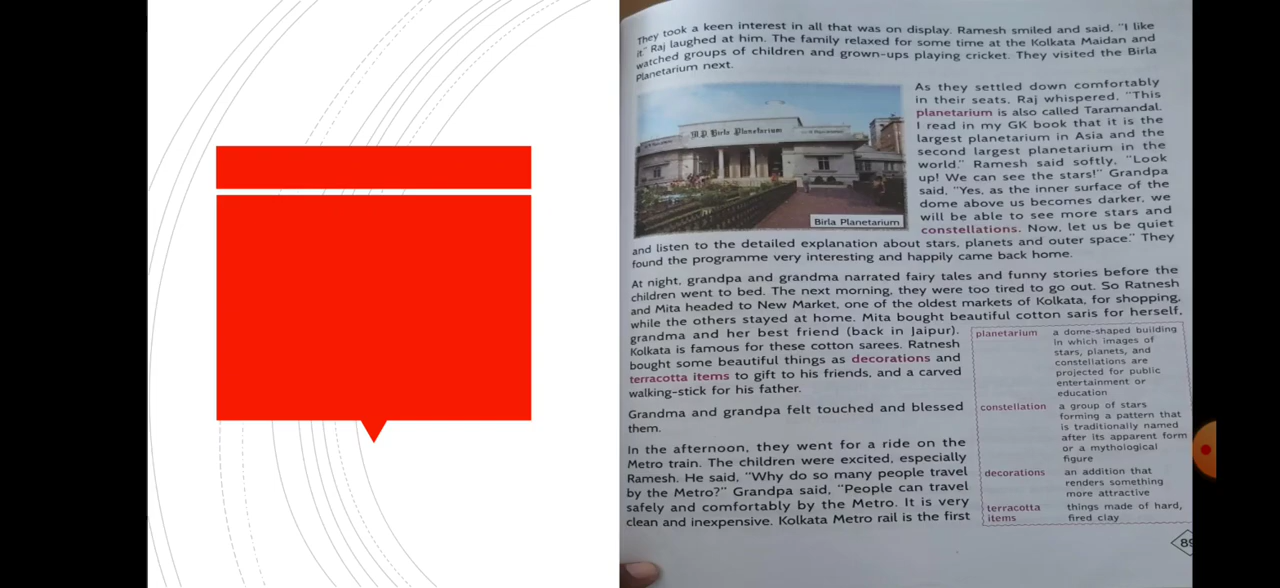 They took a keen interest in all that was on display. Ramesh smiled and said, "I like
it." Raj laughed at him. The family relaxed for some time at the Kolkata Maidan and
watched groups of children and grown-ups playing cricket. They visited the Birla
Planetarium next.
M.P. Birla Planetarium
Birla Planetarium
As they settled down comfortably
in their seats, Raj whispered, "This
planetarium is also called Taramandal.
I read in my GK book that it is the
largest planetarium in Asia and the
second largest planetarium in the
world." Ramesh said softly, "Look
up! We can see the stars!" Grandpa
said, "Yes, as the inner surface of the
dome above us becomes darker, we
will be able to see more stars and
constellations. Now, let us be quiet
and listen to the detailed explanation about stars, planets and outer space." They
found the programme very interesting and happily came back home.
At night, grandpa and grandma narrated fairy tales and funny stories before the
children went to bed. The next morning, they were too tired to go out. So Ratnesh
and Mita headed to New Market, one of the oldest markets of Kolkata, for shopping,
while the others stayed at home. Mita bought beautiful cotton saris for herself,
grandma and her best friend (back in Jaipur).
Kolkata is famous for these cotton sarees. Ratnesh
bought some beautiful things as decorations and
terracotta items to gift to his friends, and a carved
walking-stick for his father.
Grandma and grandpa felt touched and blessed
them.
In the afternoon, they went for a ride on the
Metro train. The children were excited, especially
Ramesh. He said, "Why do so many people travel
by the Metro?" Grandpa said, "People can travel
safely and comfortably by the Metro. It is very
clean and inexpensive. Kolkata Metro rail is the first
planetarium a dome-shaped building
in which images of
stars, planets, and
constellations are
projected for public
entertainment or
education
constellation a group of stars
forming a pattern that
is traditionally named
after its apparent form
or a mythological
figure
decorations an addition that
renders something
more attractive
terracotta things made of hard,
items fired clay
89